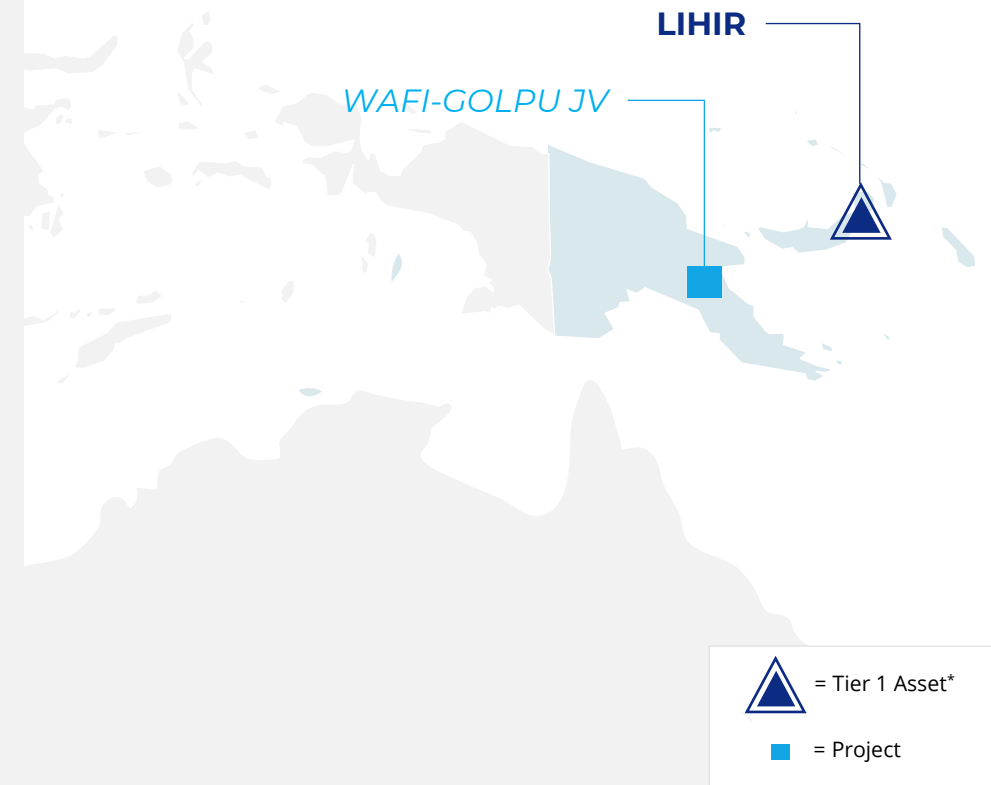 LIHIR
WAFI-GOLPU JV
= Tier 1 Asset*
= Project